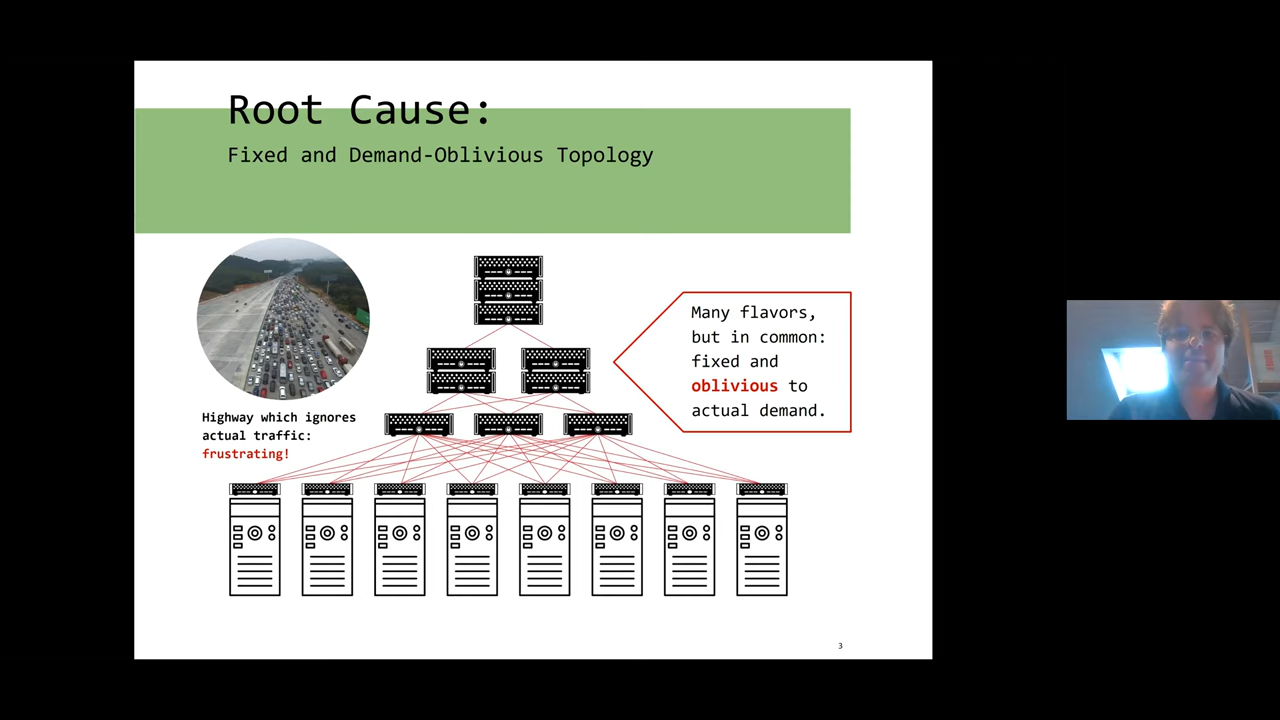 Root Cause:
Fixed and Demand-Oblivious Topology
Many flavors,
but in common:
fixed and
oblivious to
actual demand.
Highway which ignores
actual traffic:
frustrating!
3